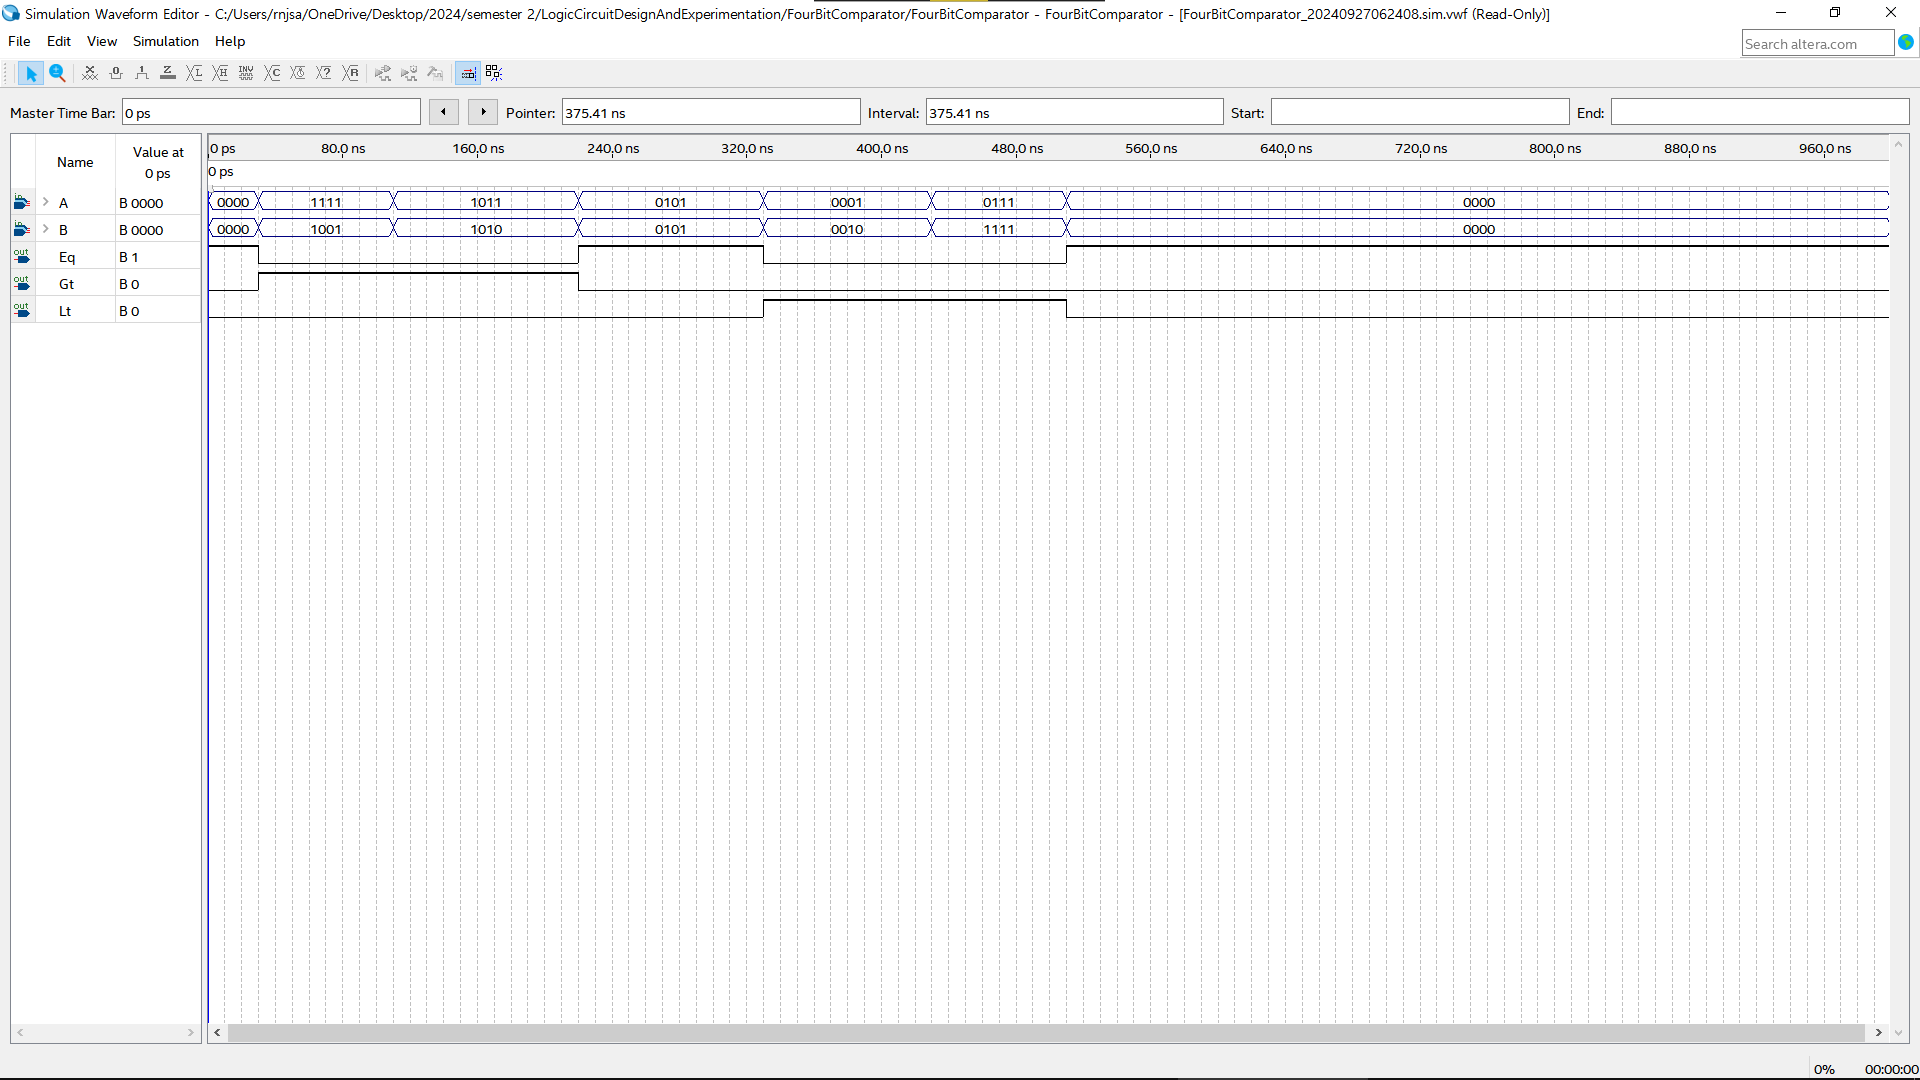 Simulation Waveform Editor - C:/Users/rnjsa/OneDrive/Desktop/2024/semester 2/LogicCircuitDesignAndExperimentation/FourBitComparator/FourBitComparator - FourBitComparator - [FourBitComparator_20240927062408.sim.vwf (Read-Only)]
File Edit View Simulation Help
Search altera.com
Master Time Bar: 0 ps Pointer: 375.41 ns Interval: 375.41 ns Start: End:
Name Value at 0 ps
0 ps 80.0 ns 160.0 ns 240.0 ns 320.0 ns 400.0 ns 480.0 ns 560.0 ns 640.0 ns 720.0 ns 800.0 ns 880.0 ns 960.0 ns
0 ps
in A B 0000 0000 1111 1011 0101 0001 0111 0000
in B B 0000 0000 1001 1010 0101 0010 1111 0000
out Eq B 1
out Gt B 0
out Lt B 0
0% 00:00:00